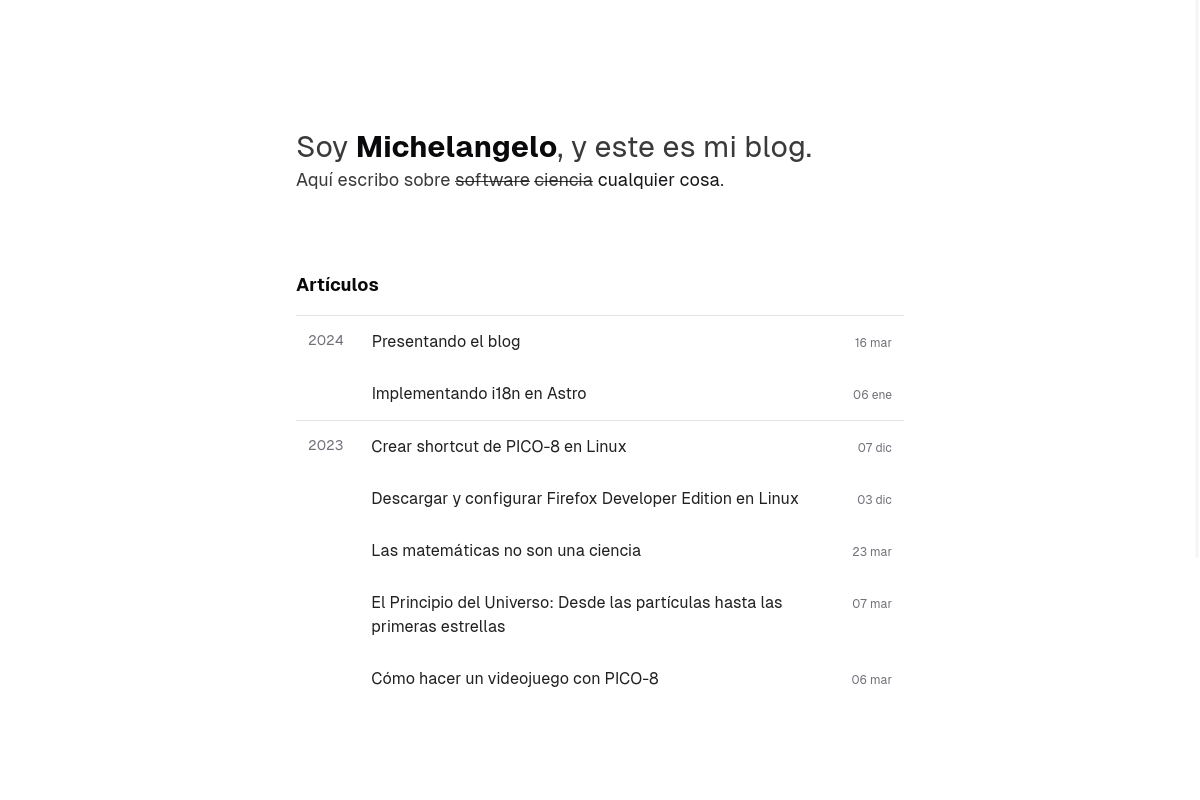 Soy Michelangelo, y este es mi blog.
Aquí escribo sobre software ciencia cualquier cosa.
Artículos
2024 Presentando el blog 16 mar
Implementando i18n en Astro 06 ene
2023 Crear shortcut de PICO-8 en Linux 07 dic
Descargar y configurar Firefox Developer Edition en Linux 03 dic
Las matemáticas no son una ciencia 23 mar
El Principio del Universo: Desde las partículas hasta las 07 mar
primeras estrellas
Cómo hacer un videojuego con PICO-8 06 mar